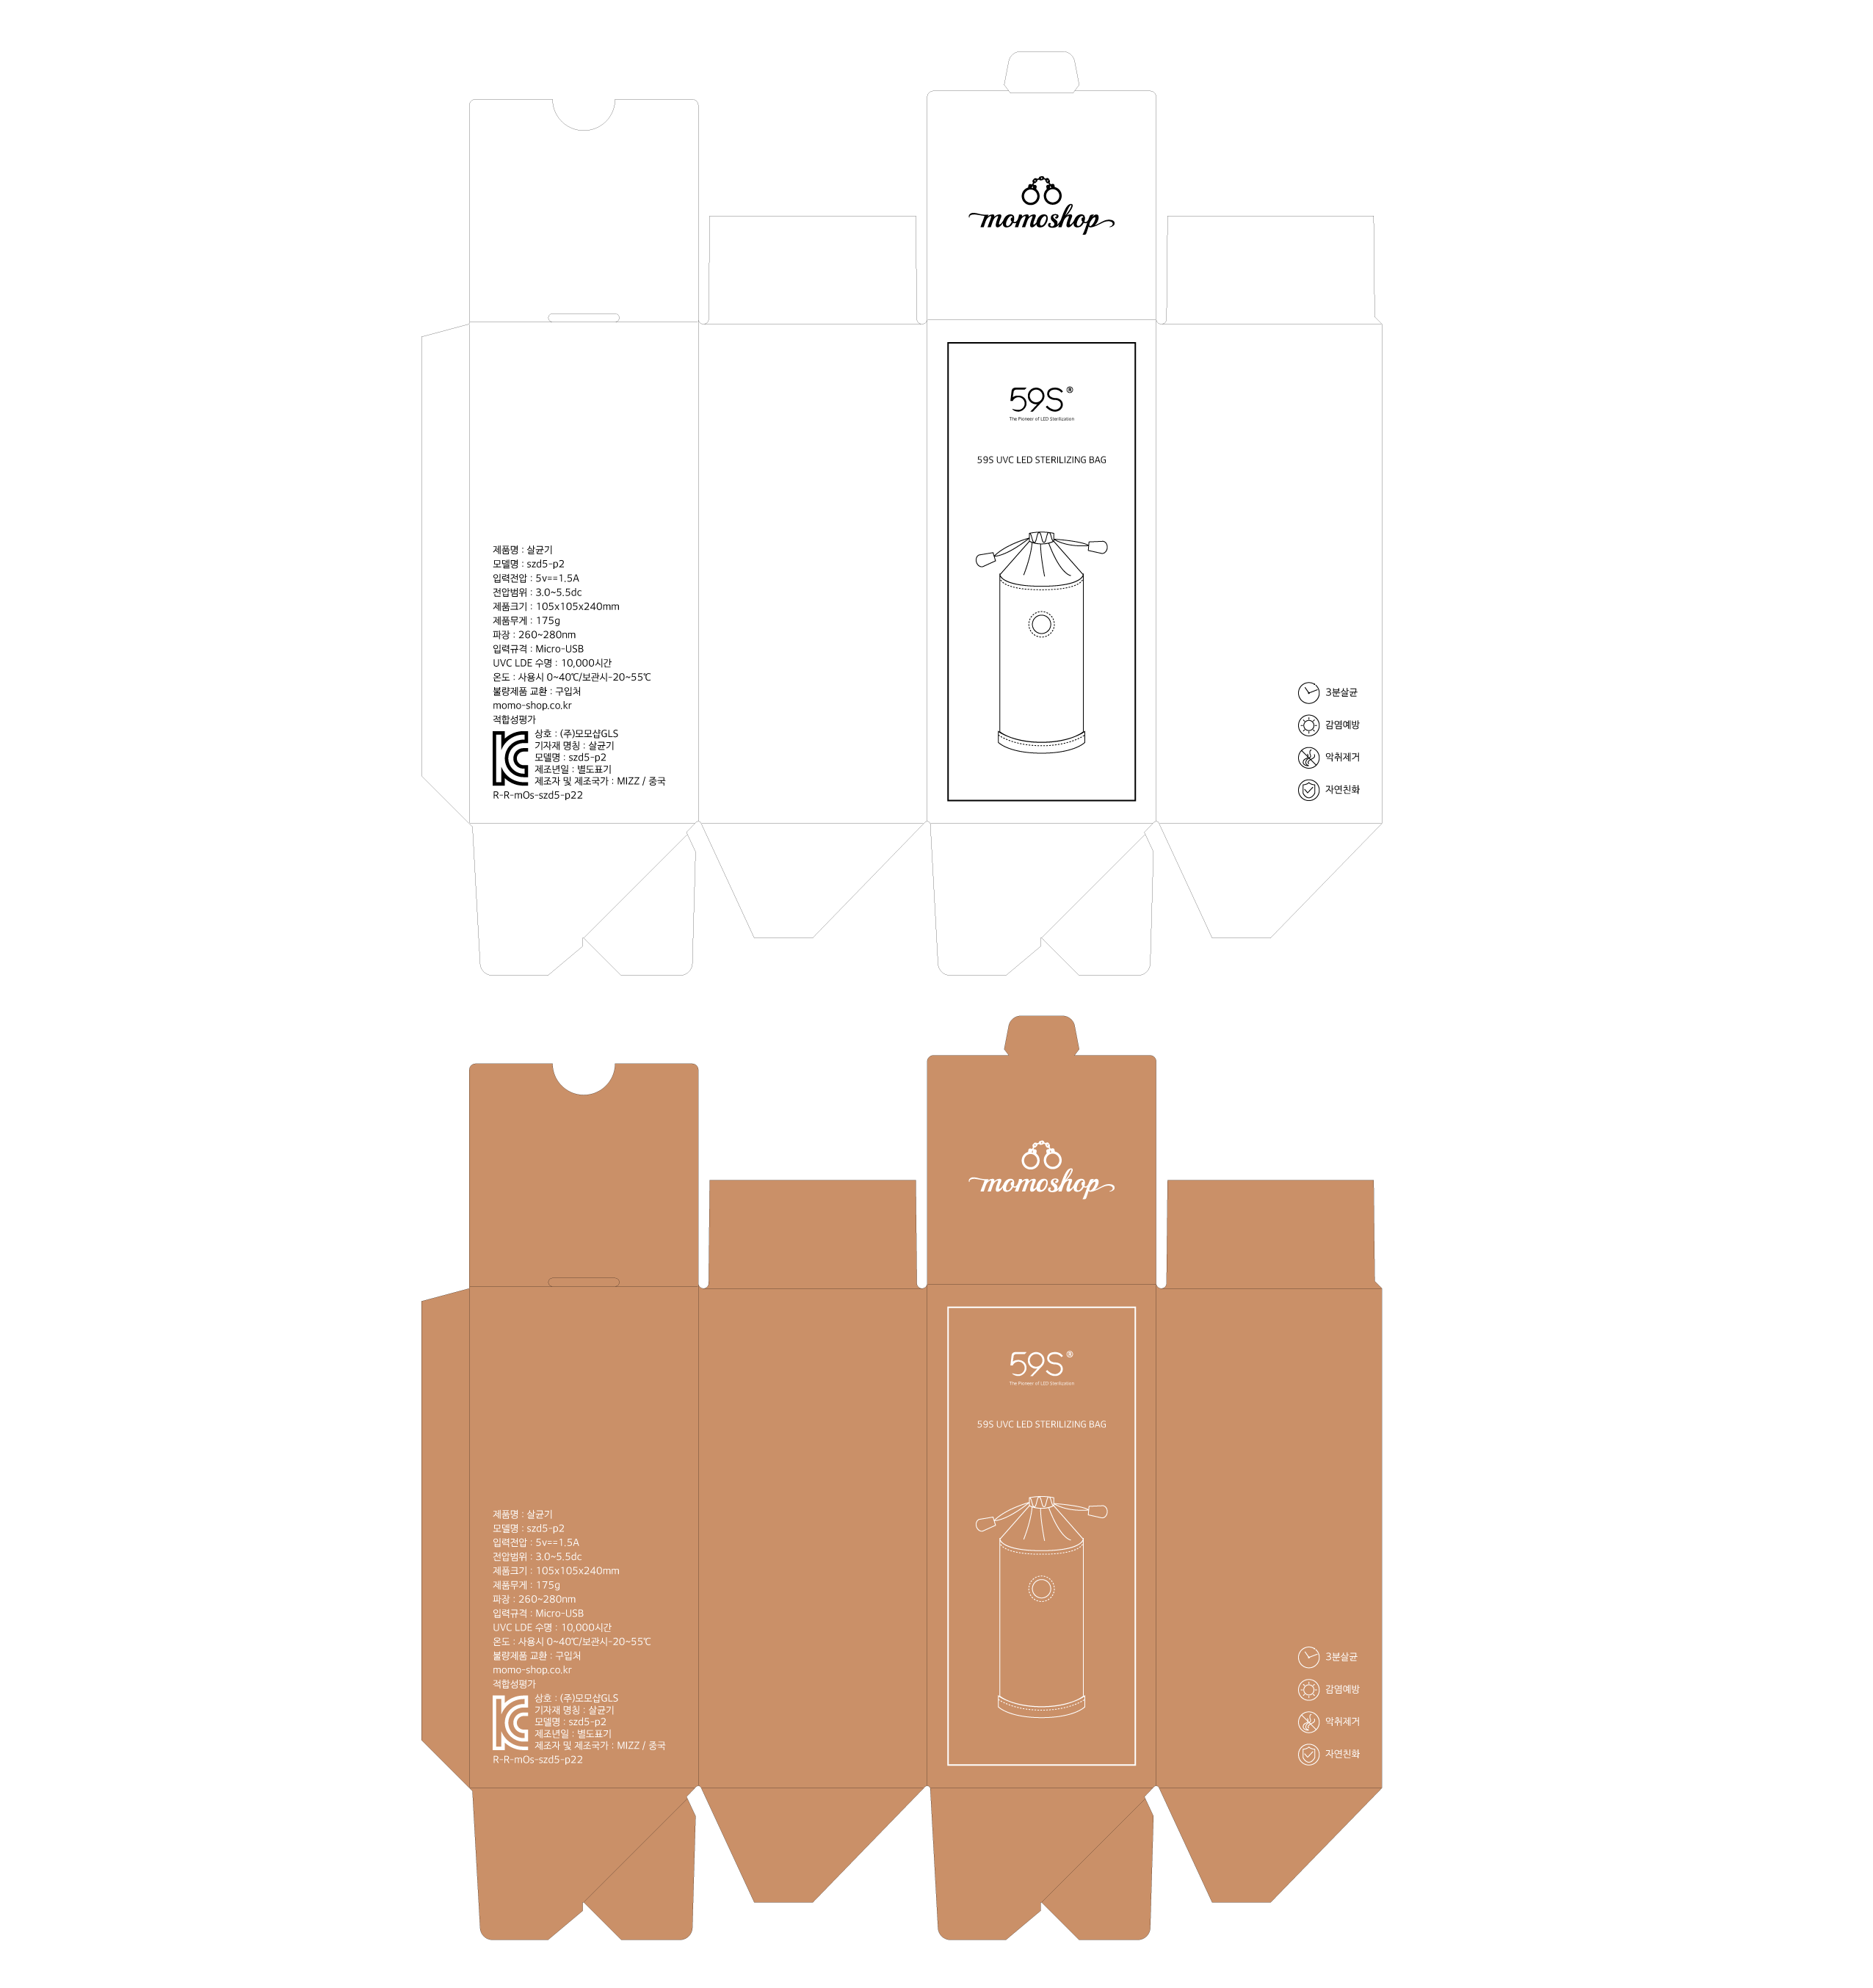 momoshop
59S®
The Pioneer of LED Sterilization
59S UVC LED STERILIZING BAG
제품명 : 살균기
모델명 : szd5-p2
입력전압 : 5v==1.5A
전압범위 : 3.0~5.5dc
제품크기 : 105x105x240mm
제품무게 : 175g
파장 : 260~280nm
입력규격 : Micro-USB
UVC LDE 수명 : 10,000시간
온도 : 사용시 0~40℃/보관시-20~55℃
불량제품 교환 : 구입처
momo-shop.co.kr
적합성평가
상호 : (주)모모샵GLS
기자재 명칭 : 살균기
모델명 : szd5-p2
제조년일 : 별도표기
제조자 및 제조국가 : MIZZ / 중국
R-R-mOs-szd5-p22
3분살균
감염예방
악취제거
자연친화
momoshop
59S®
The Pioneer of LED Sterilization
59S UVC LED STERILIZING BAG
제품명 : 살균기
모델명 : szd5-p2
입력전압 : 5v==1.5A
전압범위 : 3.0~5.5dc
제품크기 : 105x105x240mm
제품무게 : 175g
파장 : 260~280nm
입력규격 : Micro-USB
UVC LDE 수명 : 10,000시간
온도 : 사용시 0~40℃/보관시-20~55℃
불량제품 교환 : 구입처
momo-shop.co.kr
적합성평가
상호 : (주)모모샵GLS
기자재 명칭 : 살균기
모델명 : szd5-p2
제조년일 : 별도표기
제조자 및 제조국가 : MIZZ / 중국
R-R-mOs-szd5-p22
3분살균
감염예방
악취제거
자연친화